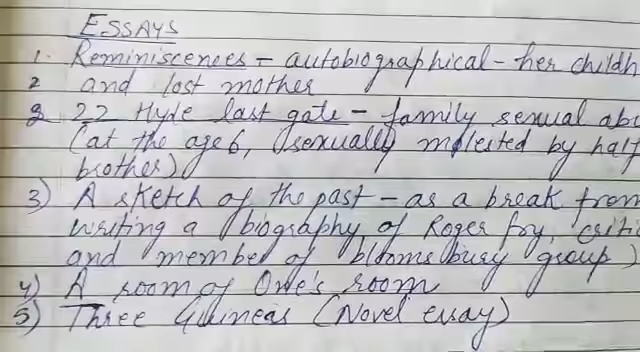 ESSAYS
1. Reminiscences - autobiographical - her childh
2 and lost mother
2 22 Hyde last gate - family sexual abu
(at the age 6, sexually molested by half
brother)
3) A sketch of the past - as a break from
writing a biography of Roger fry, critic
and member of bloomsbury group)
4) A room of One's room
5) Three Guineas (Novel essay)